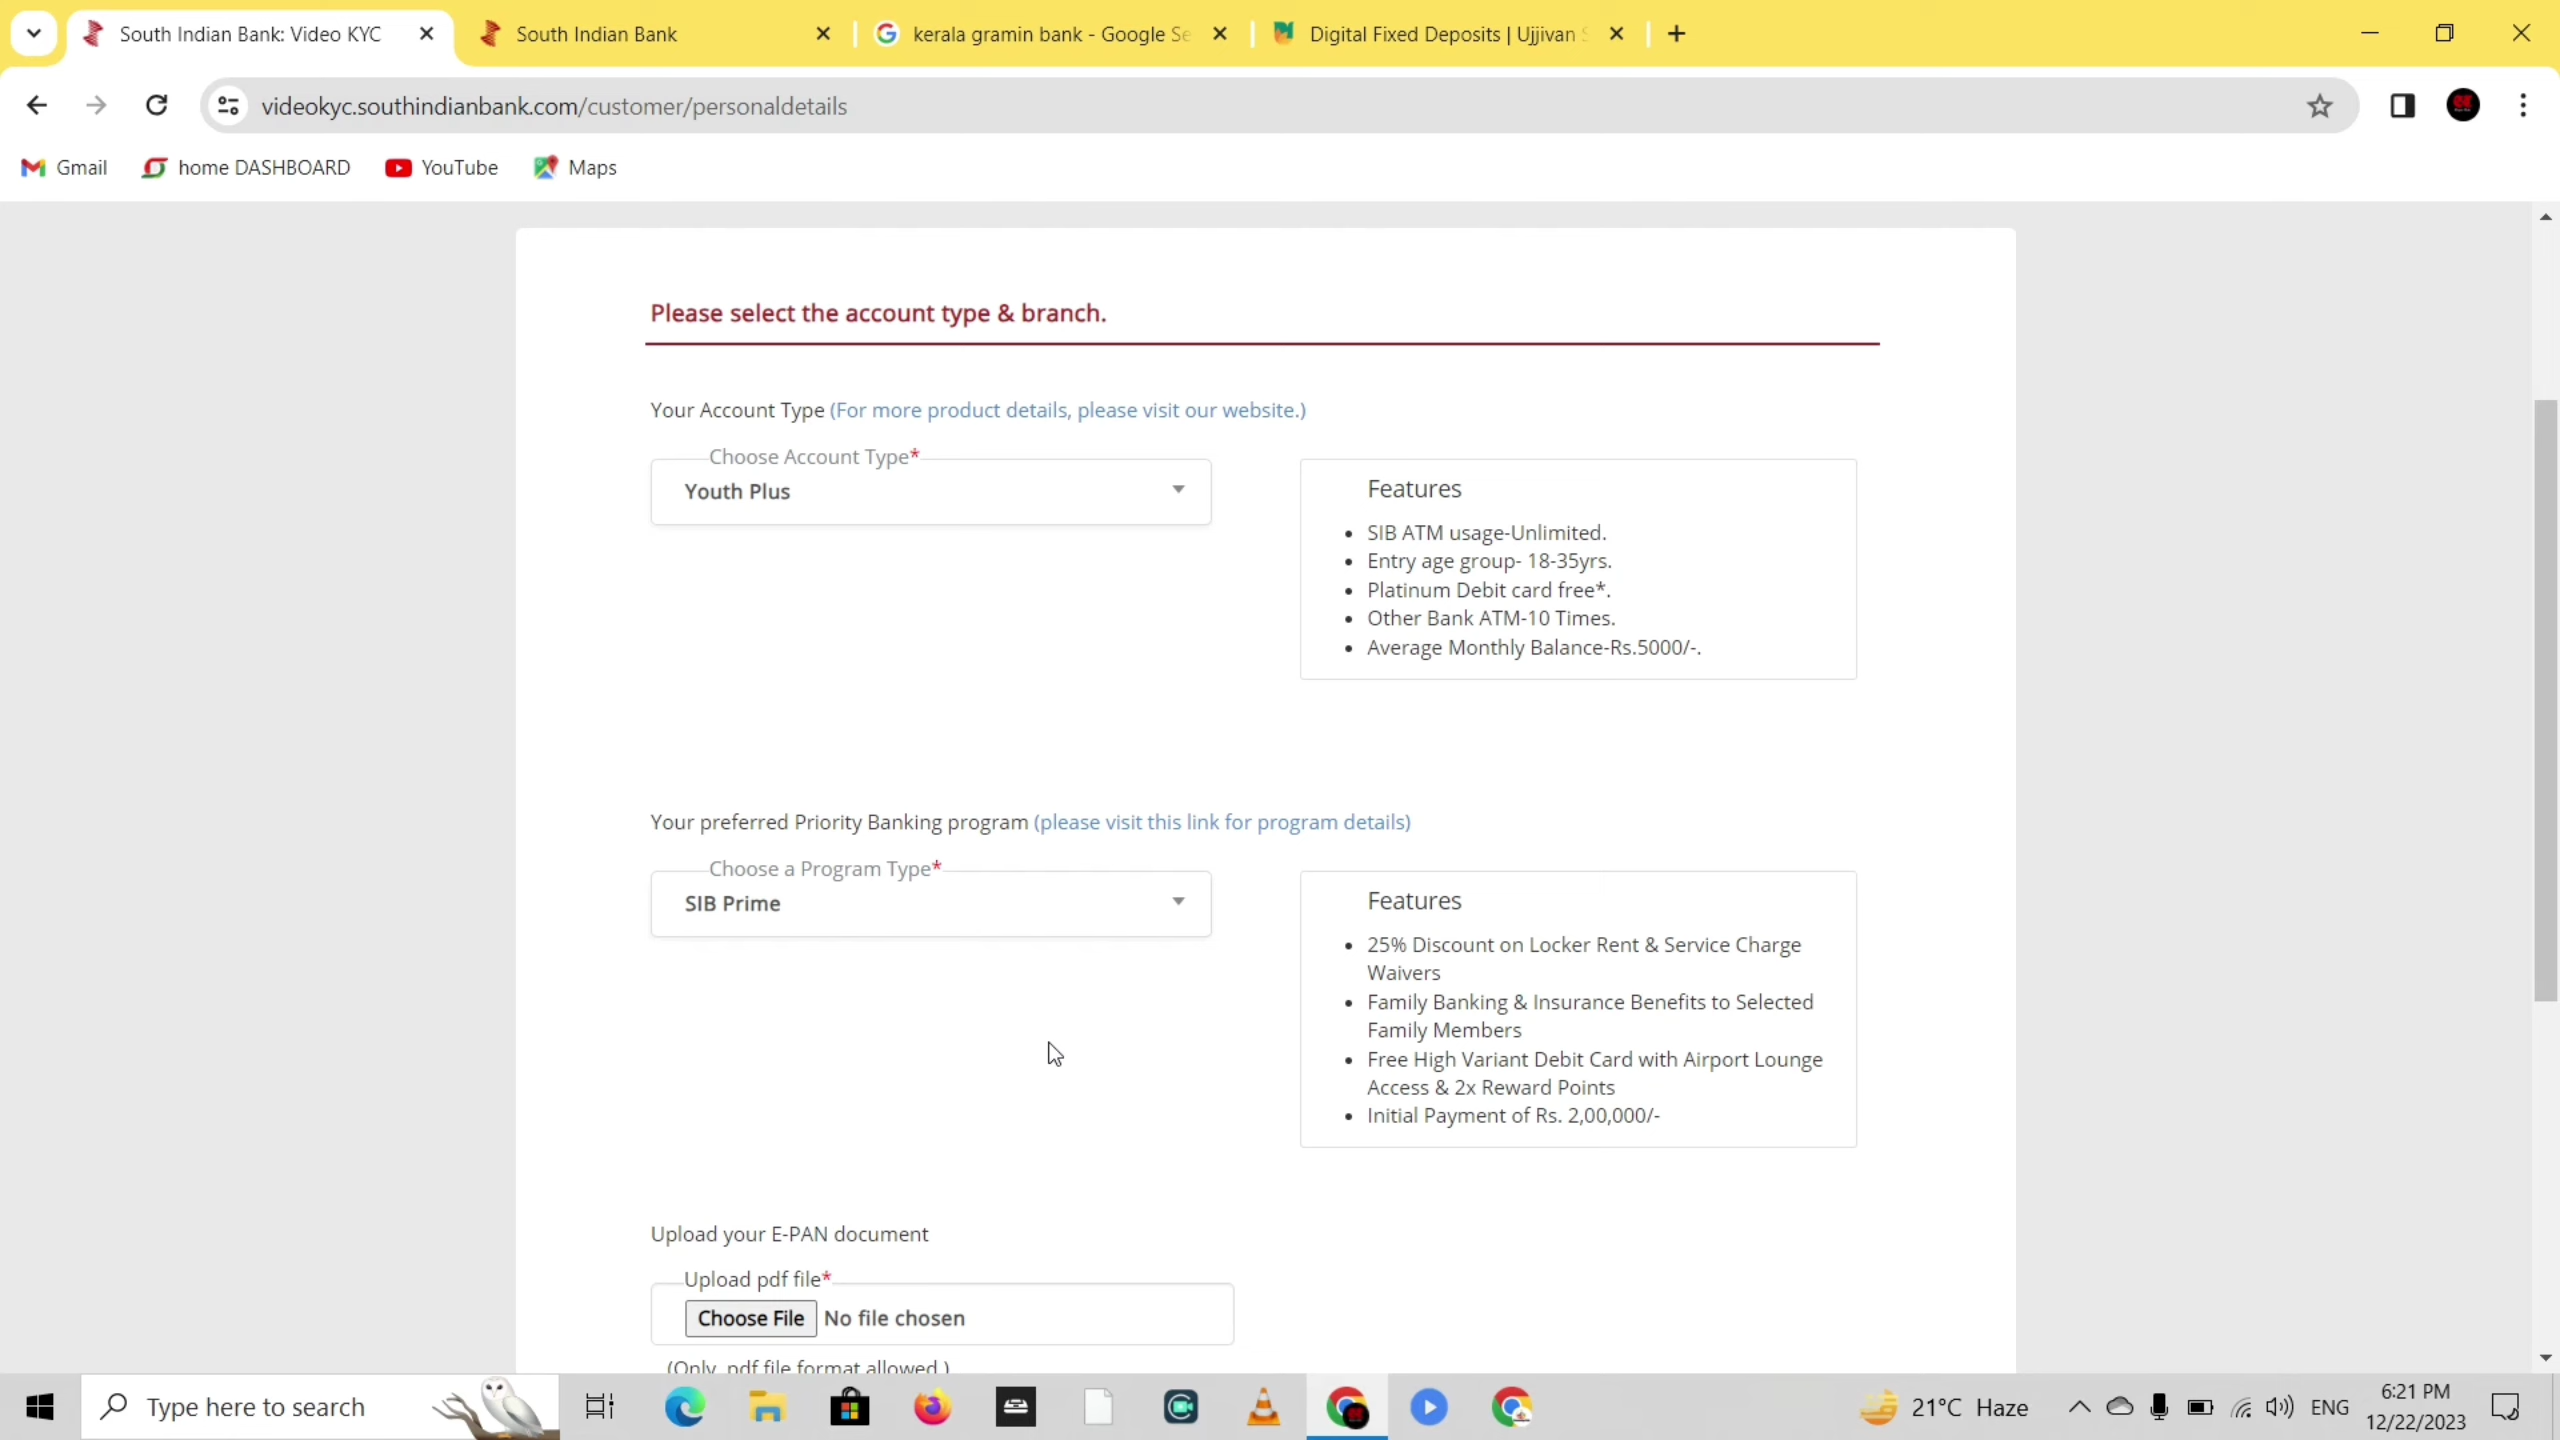 South Indian Bank: Video KYC
South Indian Bank
kerala gramin bank - Google Se
Digital Fixed Deposits | Ujjivan S
videokyc.southindianbank.com/customer/personaldetails
Gmail
home DASHBOARD
YouTube
Maps
Please select the account type & branch.
Your Account Type (For more product details, please visit our website.)
Choose Account Type*
Youth Plus
Features
• SIB ATM usage-Unlimited.
• Entry age group- 18-35yrs.
• Platinum Debit card free*.
• Other Bank ATM-10 Times.
• Average Monthly Balance-Rs.5000/-.
Your preferred Priority Banking program (please visit this link for program details)
Choose a Program Type*
SIB Prime
Features
• 25% Discount on Locker Rent & Service Charge
Waivers
• Family Banking & Insurance Benefits to Selected
Family Members
• Free High Variant Debit Card with Airport Lounge
Access & 2x Reward Points
• Initial Payment of Rs. 2,00,000/-
Upload your E-PAN document
Upload pdf file*
Choose File No file chosen
(Only .pdf file format allowed.)
Type here to search
21°C Haze
ENG
6:21 PM
12/22/2023